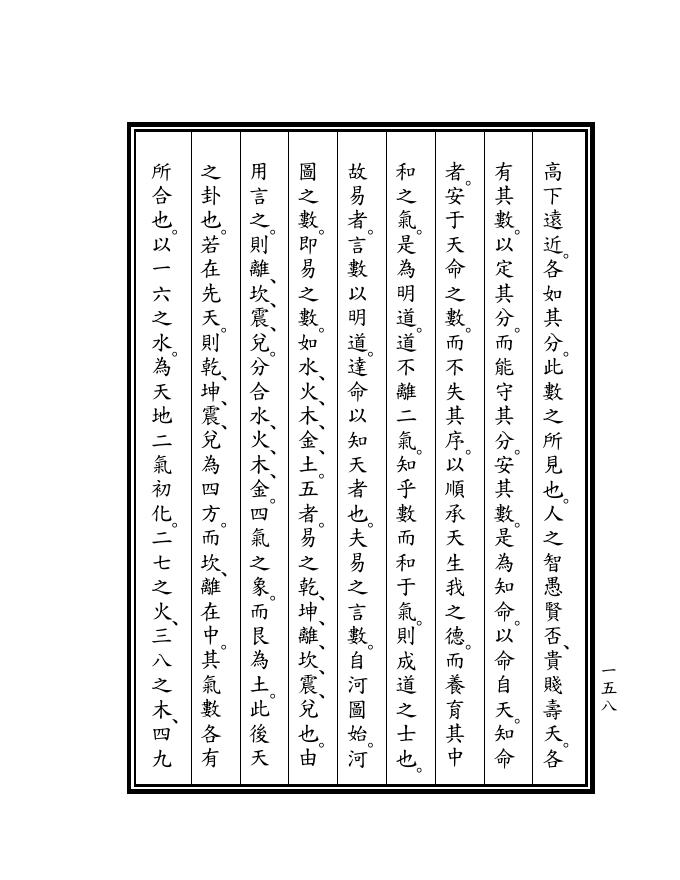 高下遠近。各如其分。此數之所見也。人之智愚賢否、貴賤壽夭。各
有其數。以定其分。而能守其分。安其數。是為知命。以命自天。知命
者。安于天命之數。而不失其序。以順承天生我之德。而養育其中
和之氣。是為明道。道不離二氣。知乎數而和于氣。則成道之士也。
故易者。言數以明道。達命以知天者也。夫易之言數。自河圖始。河
圖之數。即易之數。如水、火、木、金、土。五者。易之乾、坤、離、坎、震、兌也。由
用言之。則離、坎、震、兌。分合水、火、木、金。四氣之象。而艮為土。此後天
之卦也。若在先天。則乾、坤、震、兌為四方。而坎、離在中。其氣數各有
所合也。以一六之水。為天地二氣初化。二七之火、三八之木、四九
一五八